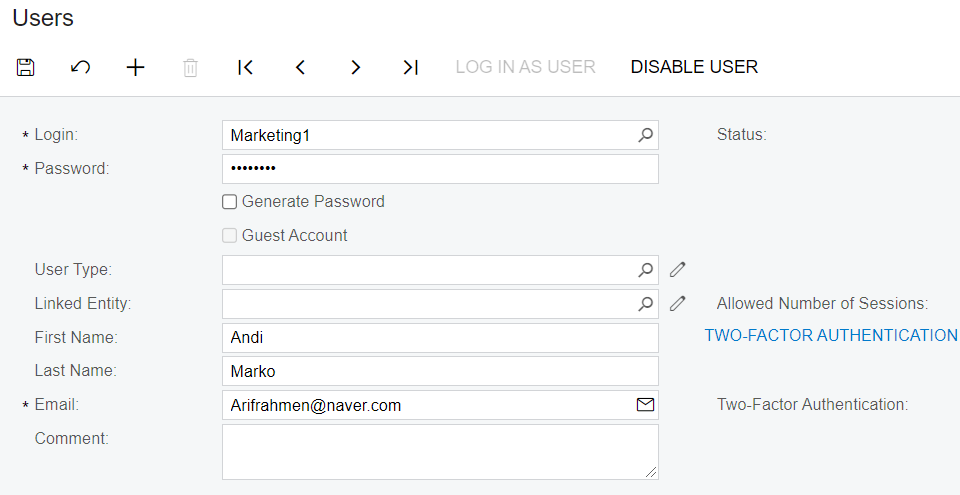 Users
LOG IN AS USER DISABLE USER
* Login: Marketing1 Status:
* Password: ••••••••
Generate Password
Guest Account
User Type:
Linked Entity: Allowed Number of Sessions:
First Name: Andi TWO-FACTOR AUTHENTICATION
Last Name: Marko
* Email: Arifrahmen@naver.com Two-Factor Authentication:
Comment: